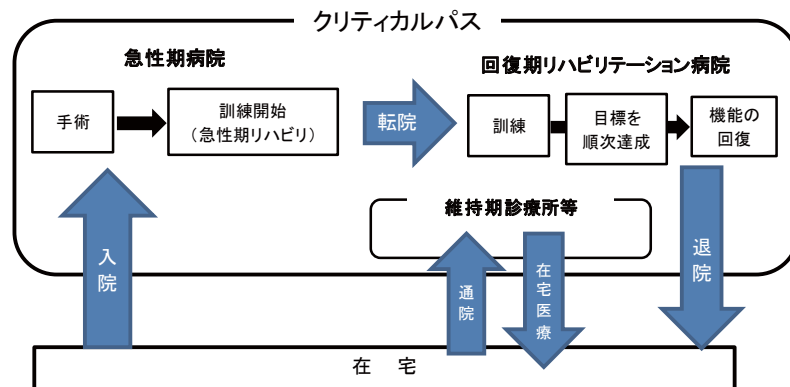 クリティカルパス
急性期病院
回復期リハビリテーション病院
手術
訓練開始
（急性期リハビリ）
転院
訓練
目標を
順次達成
機能の
回復
維持期診療所等
入院
通院
在宅医療
退院
在　宅